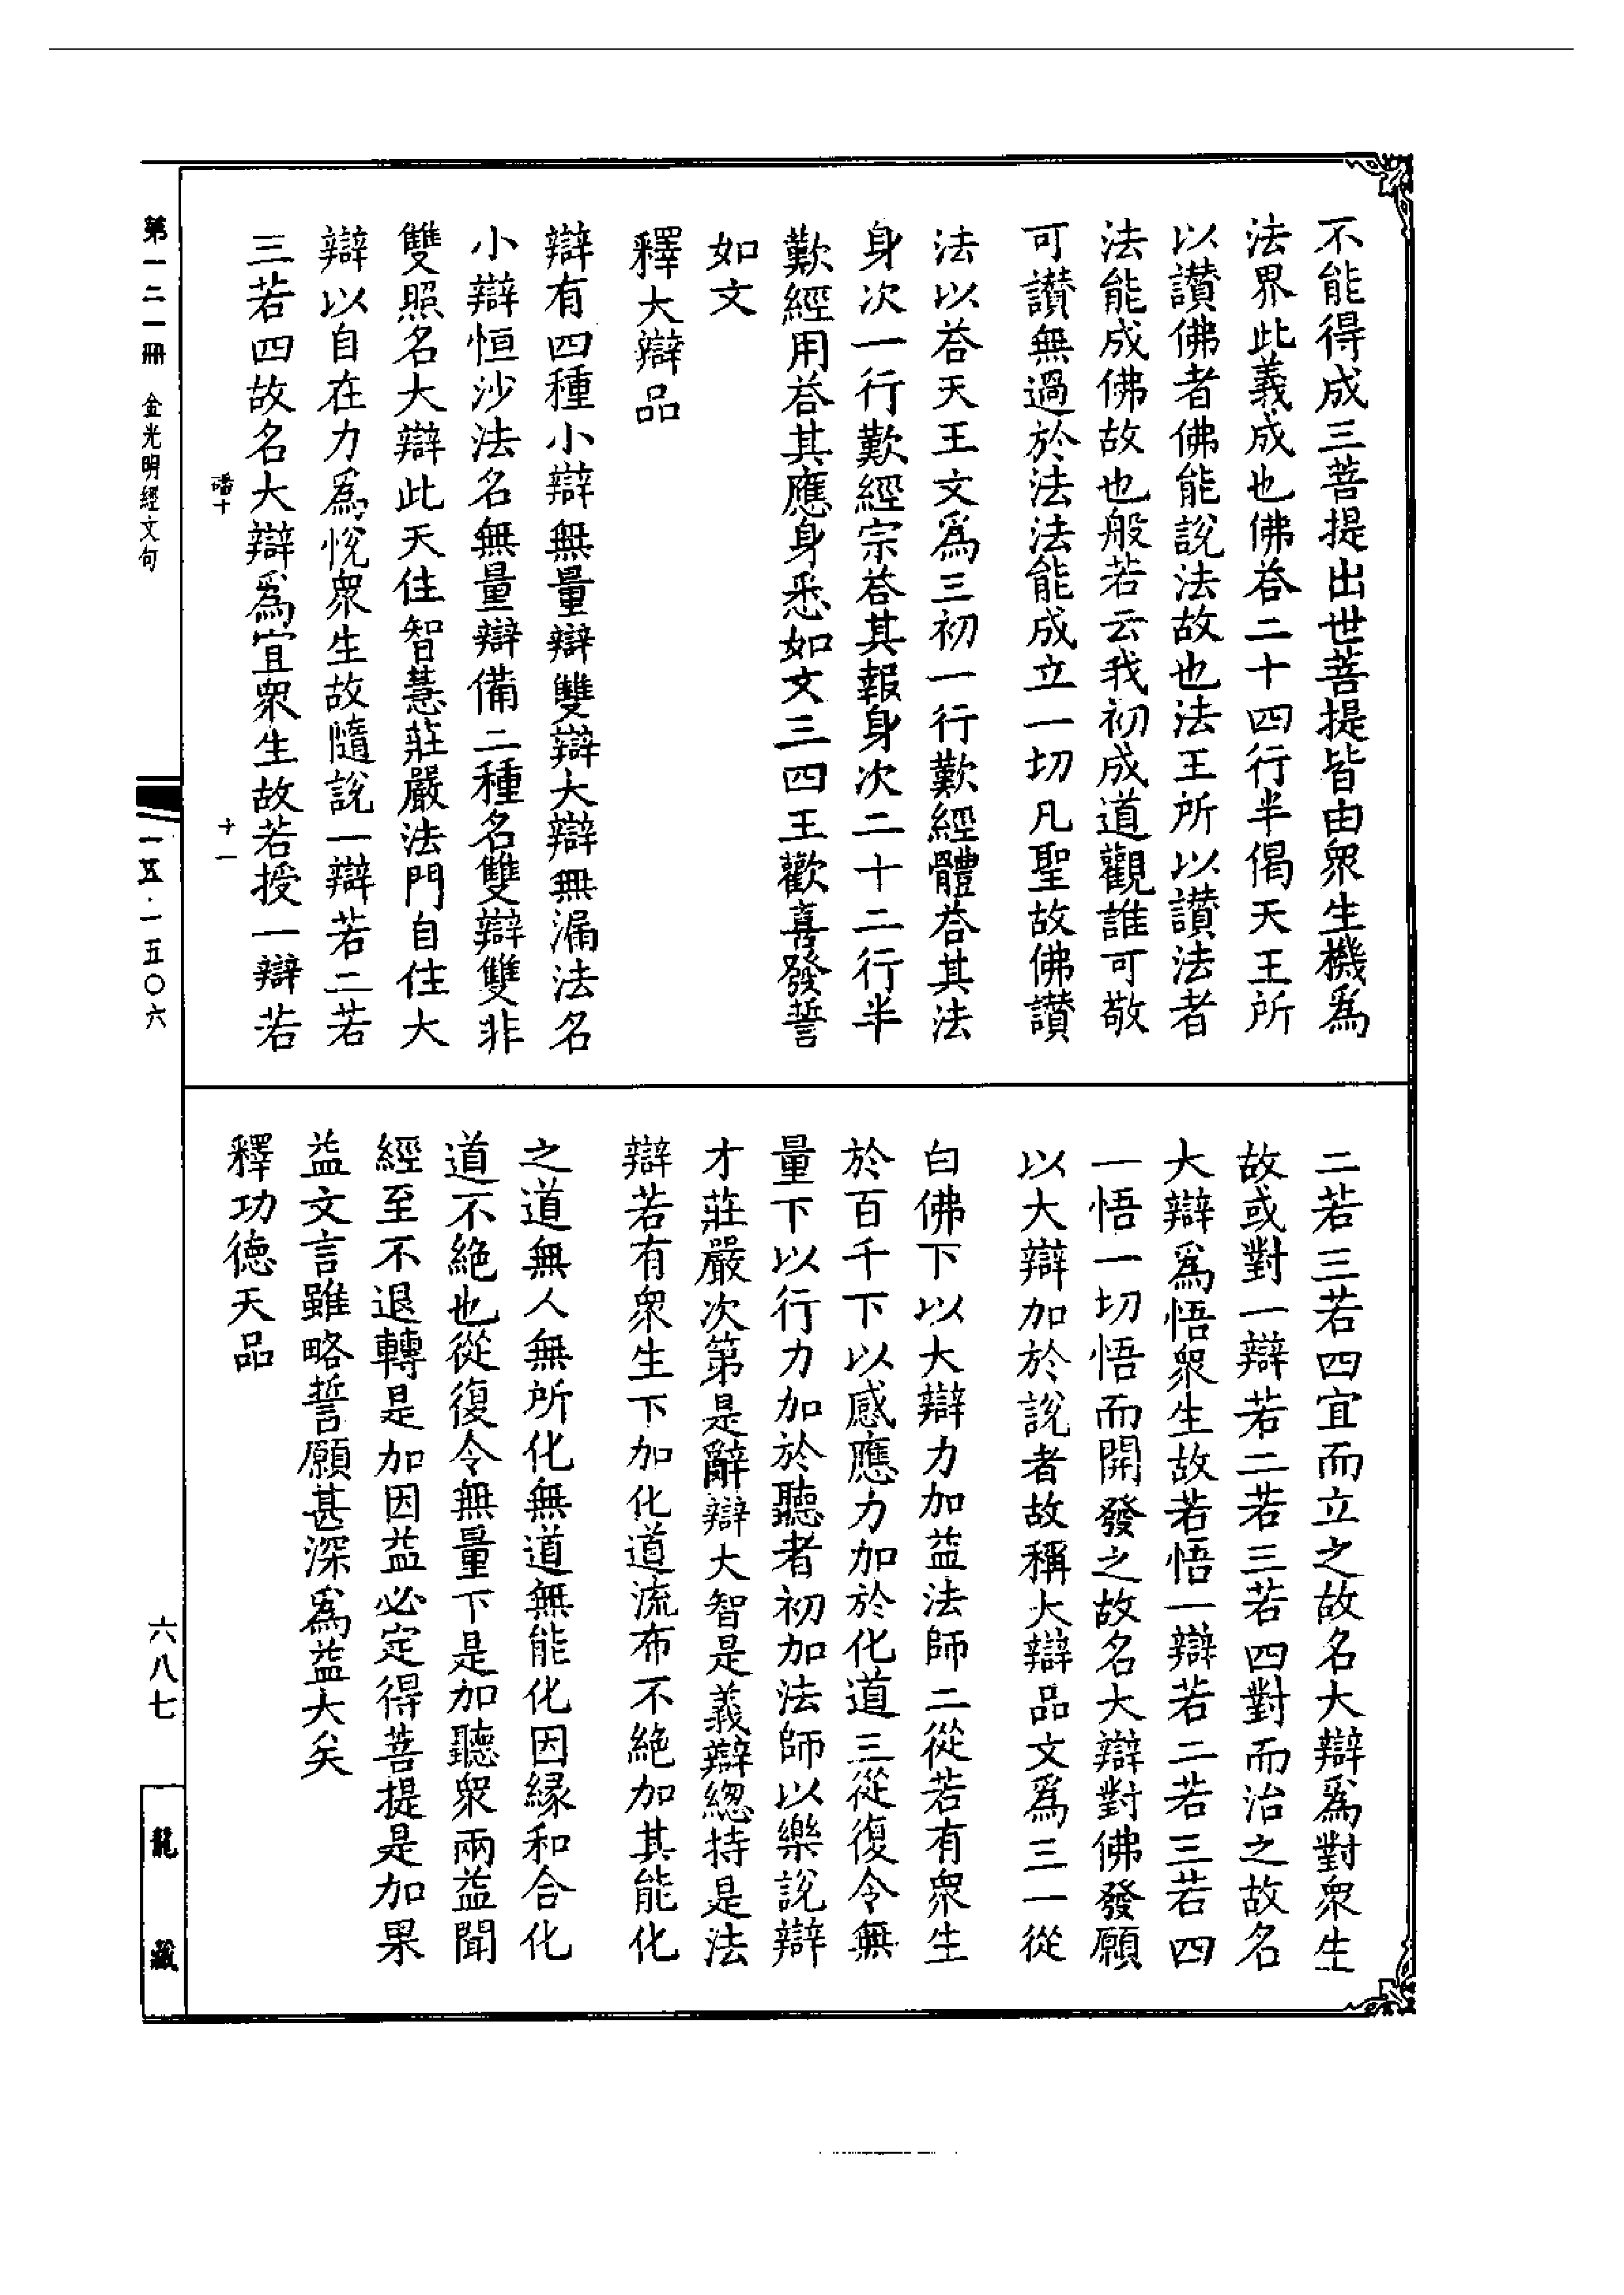 不能得成三菩提出世菩提皆由衆生機爲
法界此義成也佛荅二十四行半偈天王所
以讃佛者佛能說法故也法王所以讃法者
法能成佛故也般若云我初成道觀誰可敬
可讃無過於法法能成立一切凡聖故佛讃
法以荅天王文爲三初一行歎經體荅其法
身次一行歎經宗荅其報身次二十二行半
歎經用荅其應身悉如文三四王歡喜發誓
如文
釋大辯品
辯有四種小辯無量辯雙辯大辯無漏法名
小辯恒沙法名無量辯備二種名雙辯雙非
雙照名大辯此天住智慧莊嚴法門自住大
辯以自在力爲悅衆生故隨說一辯若二若
三若四故名大辯爲宜衆生故若授一辯若
二若三若四宜而立之故名大辯爲對衆生
故或對一辯若二若三若四對而治之故名
大辯爲悟衆生故若悟一辯若二若三若四
一悟一切悟而開發之故名大辯對佛發願
以大辯加於說者故稱大辯品文爲三一從
白佛下以大辯力加益法師二從若有衆生
於百千下以感應力加於化道三從復令無
量下以行力加於聽者初加法師以樂說辯
才莊嚴次第是辭辯大智是義辯緫持是法
辯若有衆生下加化道流布不絶加其能化
之道無人無所化無道無能化因緣和合化
道不絶也從復令無量下是加聽衆兩益聞
經至不退轉是加因益必定得菩提是加果
益文言雖略誓願甚深爲益大矣
釋功德天品
十一
第一二一冊 金光明經文句
一五·一五〇六
六八七
龍藏